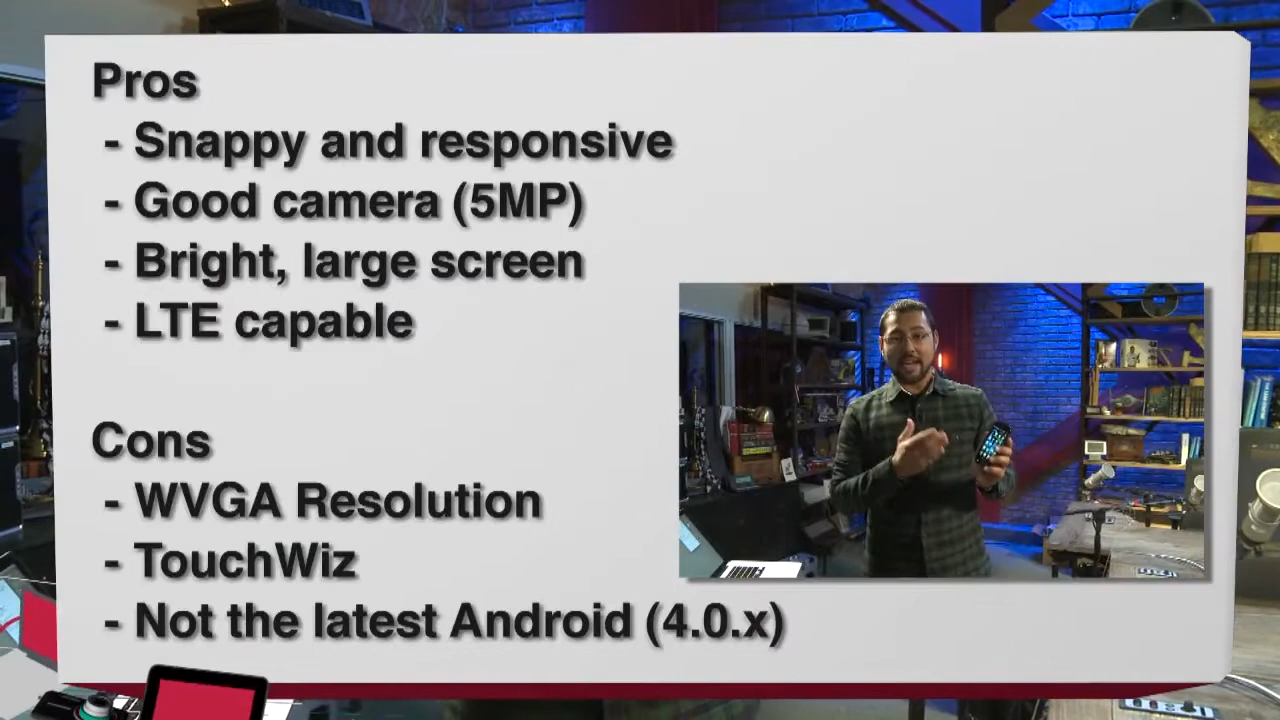 Pros
- Snappy and responsive
- Good camera (5MP)
- Bright, large screen
- LTE capable
Cons
- WVGA Resolution
- TouchWiz
- Not the latest Android (4.0.x)